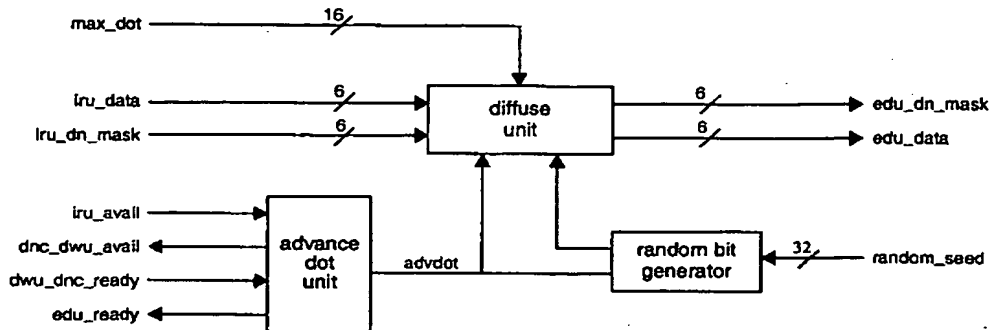 max_dot
16
iru_data
6
iru_dn_mask
6
diffuse
unit
6
edu_dn_mask
6
edu_data
iru_avail
dnc_dwu_avail
dwu_dnc_ready
edu_ready
advance
dot
unit
advdot
random bit
generator
32
random_seed